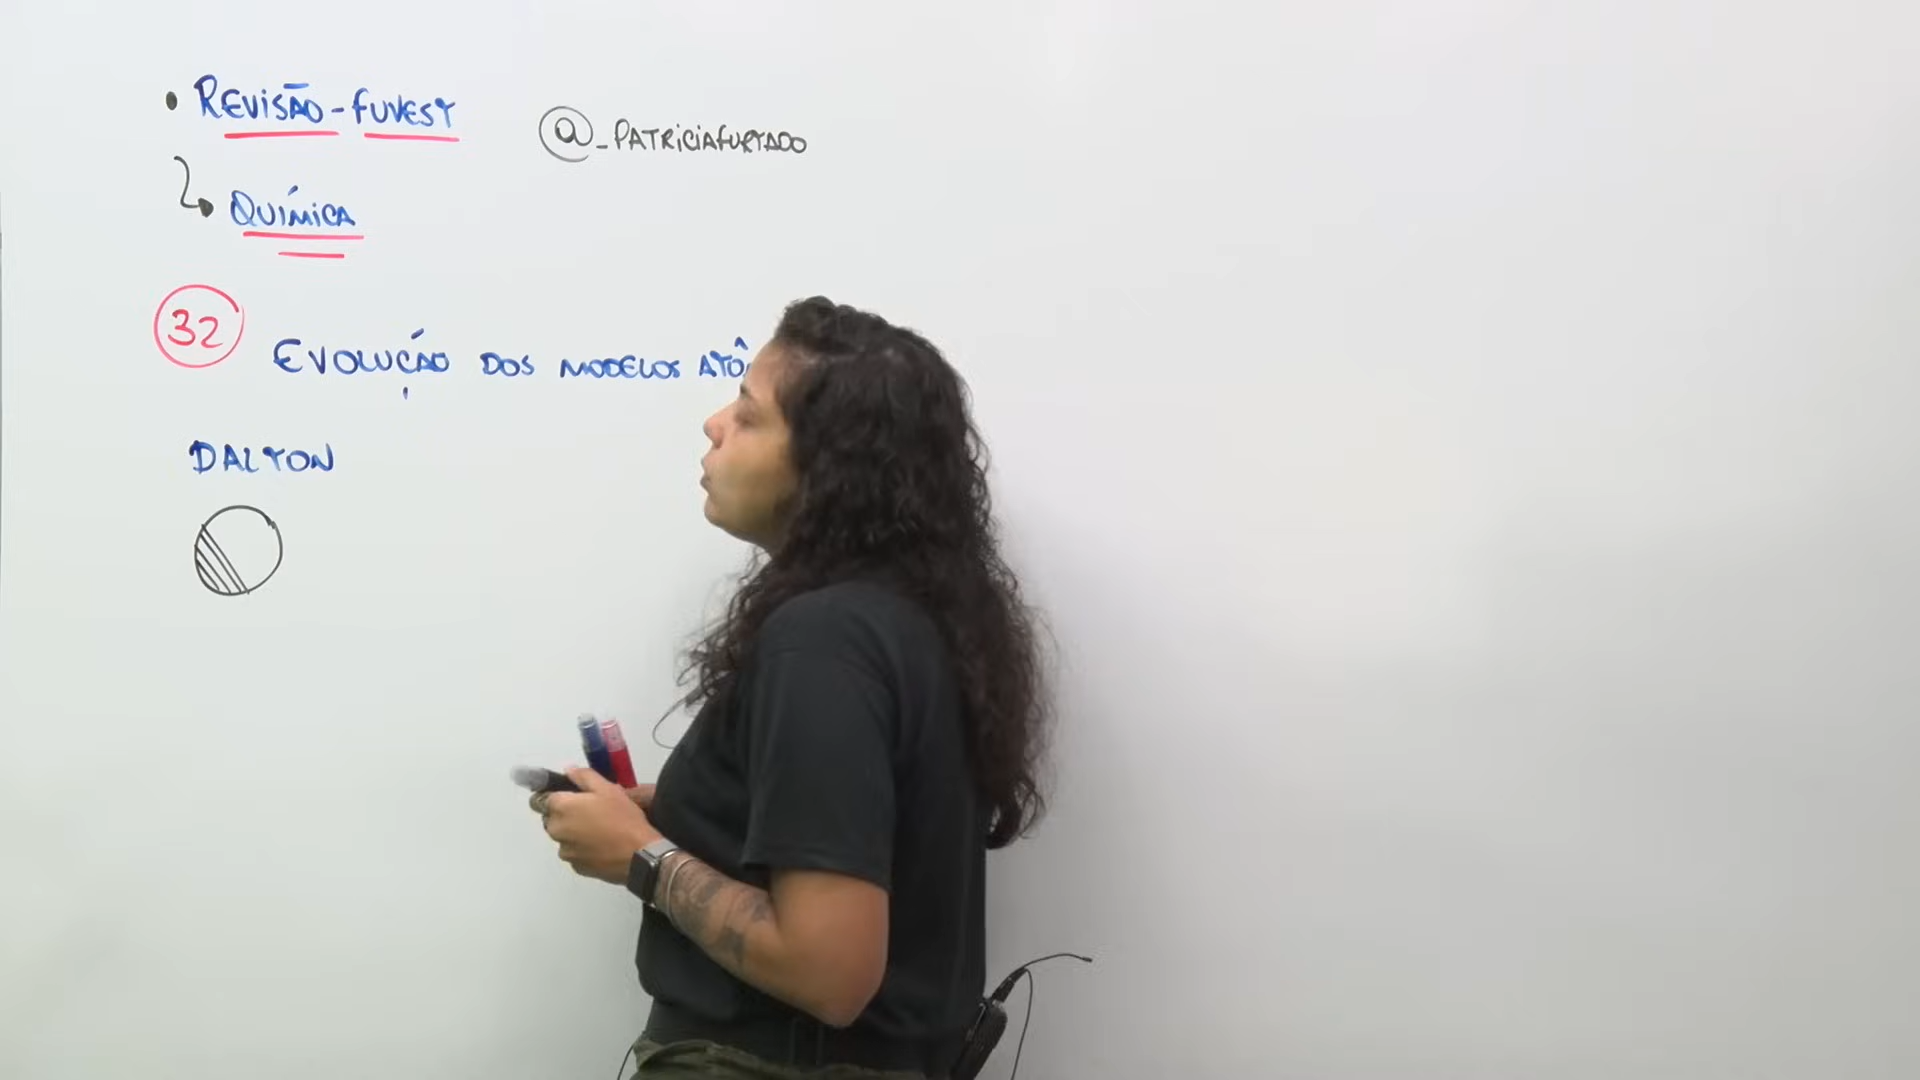 • REVISÃO - FUVEST
@_PATRICIAFURTADO
QUÍMICA
32
EVOLUÇÃO DOS MODELOS
DALTON